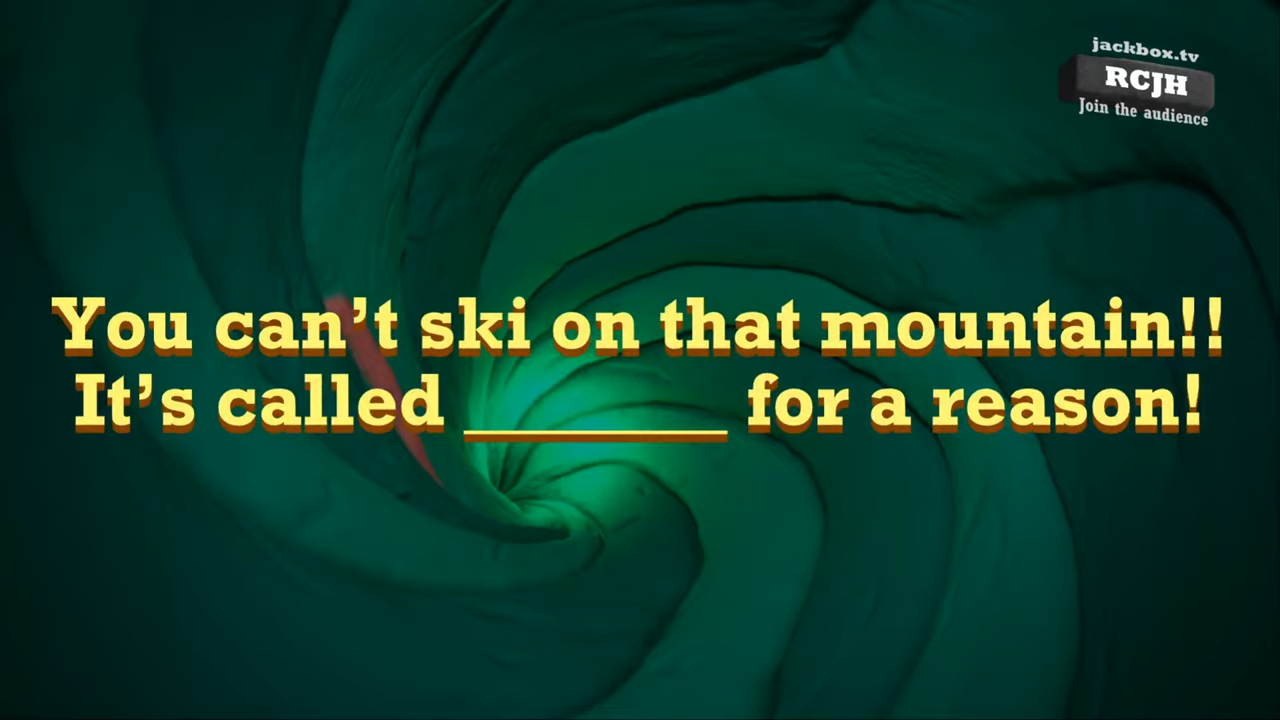 jackbox.tv
RCJH
Join the audience
You can’t ski on that mountain!!
It’s called ________ for a reason!